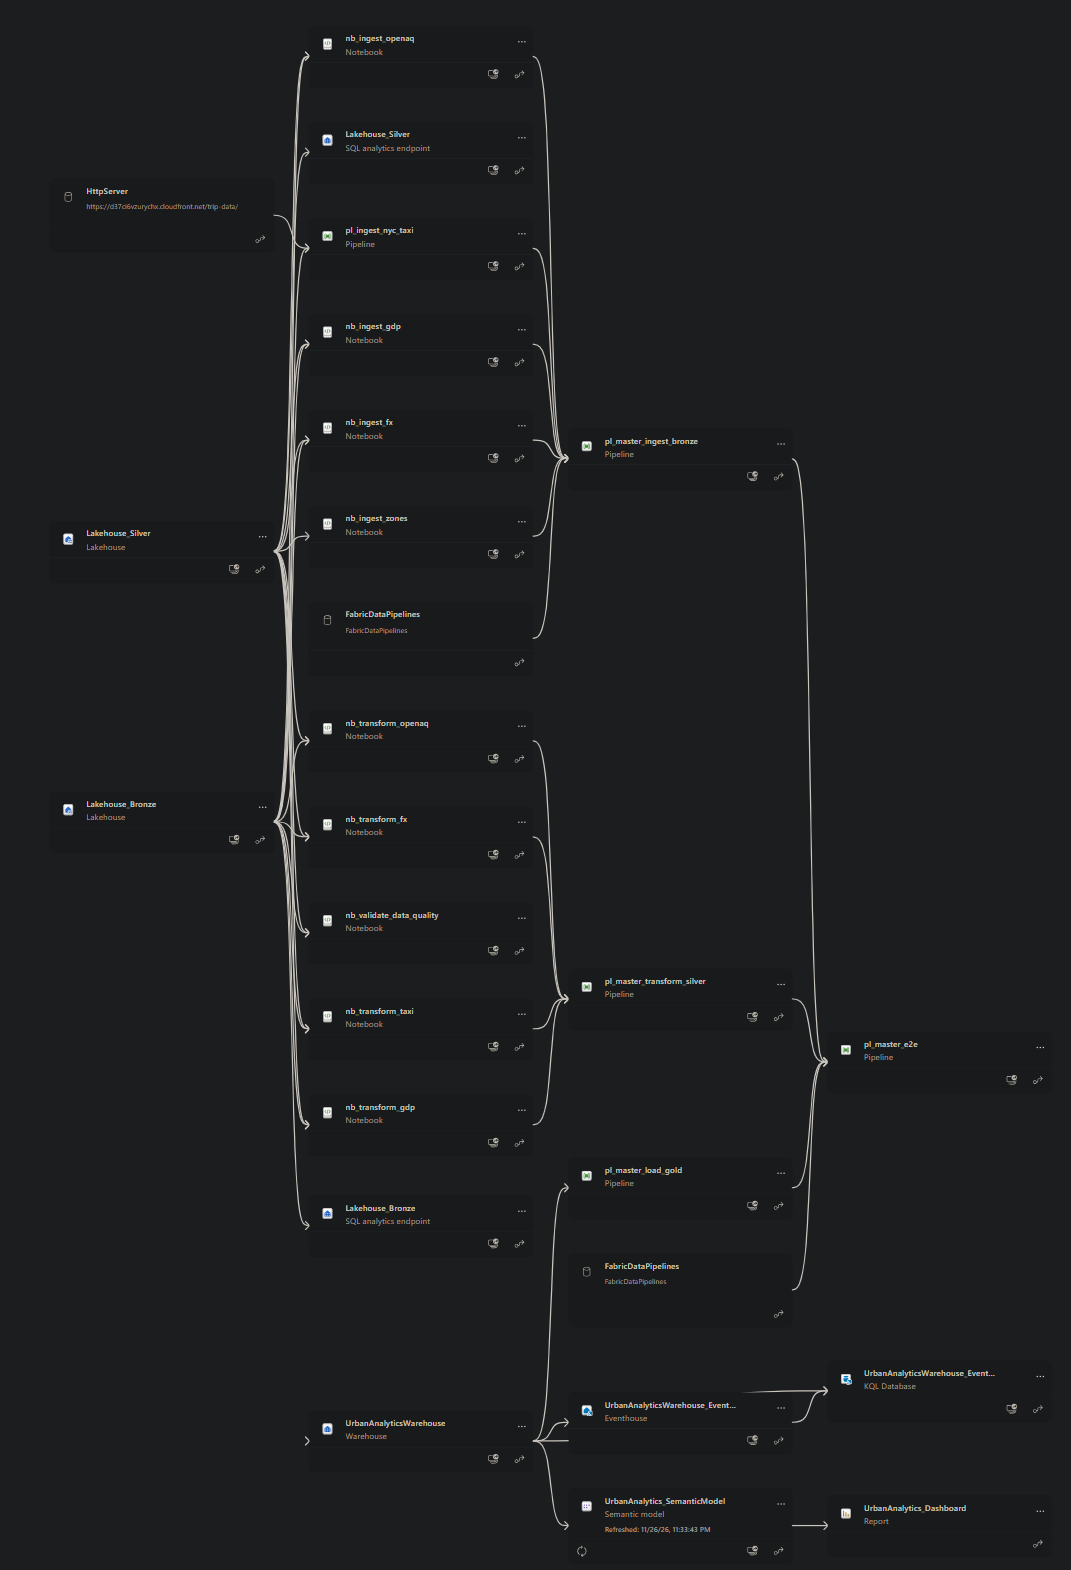 nb_ingest_openaq
Notebook
Lakehouse_Silver
SQL analytics endpoint
HttpServer
https://d37ci6vzurychx.cloudfront.net/trip-data/
pl_ingest_nyc_taxi
Pipeline
nb_ingest_gdp
Notebook
nb_ingest_fx
Notebook
pl_master_ingest_bronze
Pipeline
nb_ingest_zones
Notebook
Lakehouse_Silver
Lakehouse
FabricDataPipelines
FabricDataPipelines
nb_transform_openaq
Notebook
Lakehouse_Bronze
Lakehouse
nb_transform_fx
Notebook
nb_validate_data_quality
Notebook
pl_master_transform_silver
Pipeline
nb_transform_taxi
Notebook
pl_master_e2e
Pipeline
nb_transform_gdp
Notebook
pl_master_load_gold
Pipeline
Lakehouse_Bronze
SQL analytics endpoint
FabricDataPipelines
FabricDataPipelines
UrbanAnalyticsWarehouse_Event...
KQL Database
UrbanAnalyticsWarehouse_Event...
Eventhouse
UrbanAnalyticsWarehouse
Warehouse
UrbanAnalytics_SemanticModel
Semantic model
Refreshed: 11/26/26, 11:33:43 PM
UrbanAnalytics_Dashboard
Report